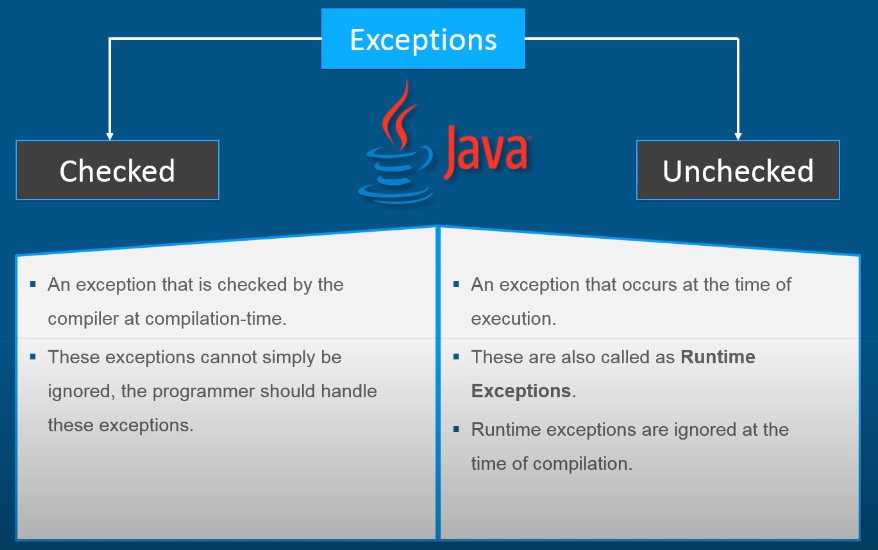 Exceptions
Java
Checked
Unchecked
▪ An exception that is checked by the
compiler at compilation-time.
▪ These exceptions cannot simply be
ignored, the programmer should handle
these exceptions.
▪ An exception that occurs at the time of
execution.
▪ These are also called as Runtime
Exceptions.
▪ Runtime exceptions are ignored at the
time of compilation.